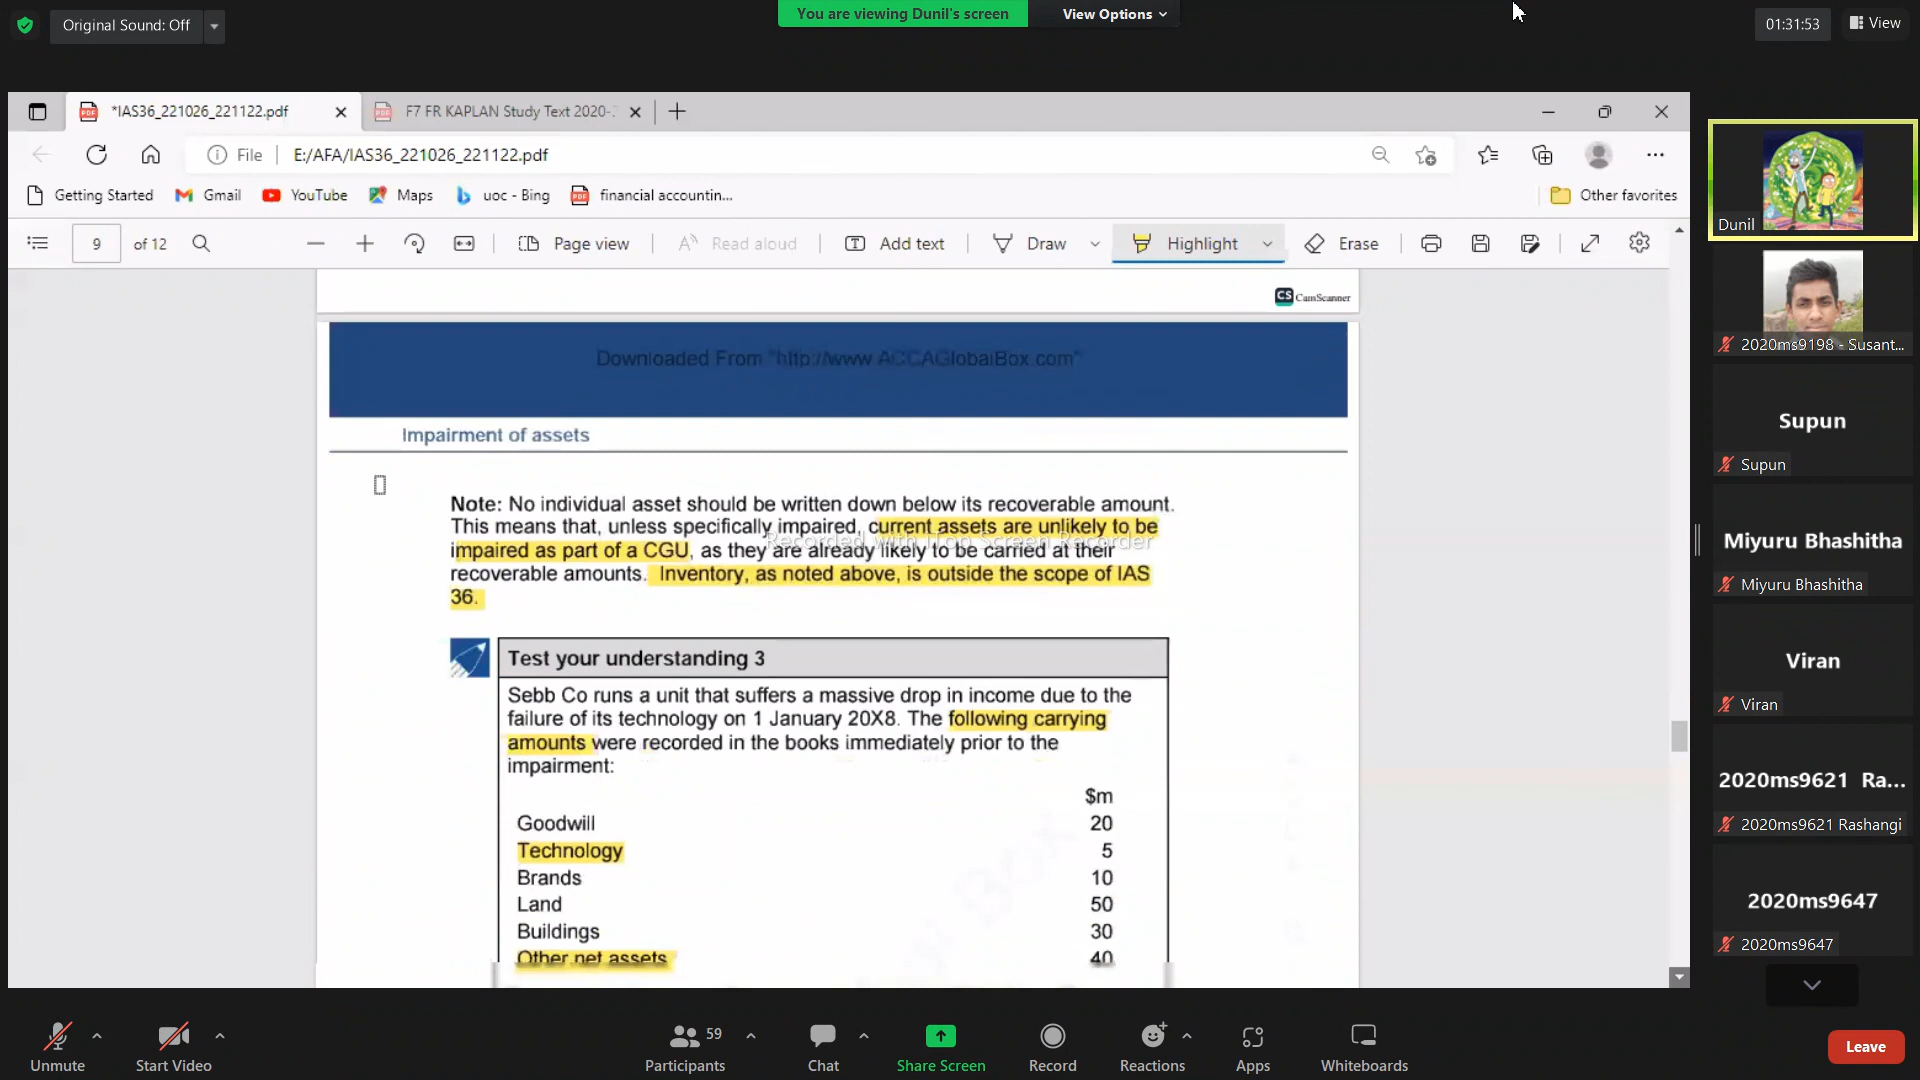 Original Sound: Off
You are viewing Dunil's screen
View Options
01:31:53
View
*IAS36_221026_221122.pdf
F7 FR KAPLAN Study Text 2020-
File
E:/AFA/IAS36_221026_221122.pdf
Getting Started
Gmail
YouTube
Maps
uoc - Bing
financial accountin...
Other favorites
9
of 12
Page view
Read aloud
Add text
Draw
Highlight
Erase
CS CamScanner
Downloaded From "http://www ACCAGlobalBox.com"
Impairment of assets
Note: No individual asset should be written down below its recoverable amount.
This means that, unless specifically impaired, current assets are unlikely to be
impaired as part of a CGU, as they are already likely to be carried at their
recoverable amounts. Inventory, as noted above, is outside the scope of IAS
36.
Recorded with iTop Screen Recorder
Test your understanding 3
Sebb Co runs a unit that suffers a massive drop in income due to the
failure of its technology on 1 January 20X8. The following carrying
amounts were recorded in the books immediately prior to the
impairment:
$m
Goodwill 20
Technology 5
Brands 10
Land 50
Buildings 30
Other net assets 40
Dunil
2020ms9198 - Susant...
Supun
Supun
Miyuru Bhashitha
Miyuru Bhashitha
Viran
Viran
2020ms9621 Ra...
2020ms9621 Rashangi
2020ms9647
2020ms9647
Unmute
Start Video
Participants
59
Chat
Share Screen
Record
Reactions
Apps
Whiteboards
Leave